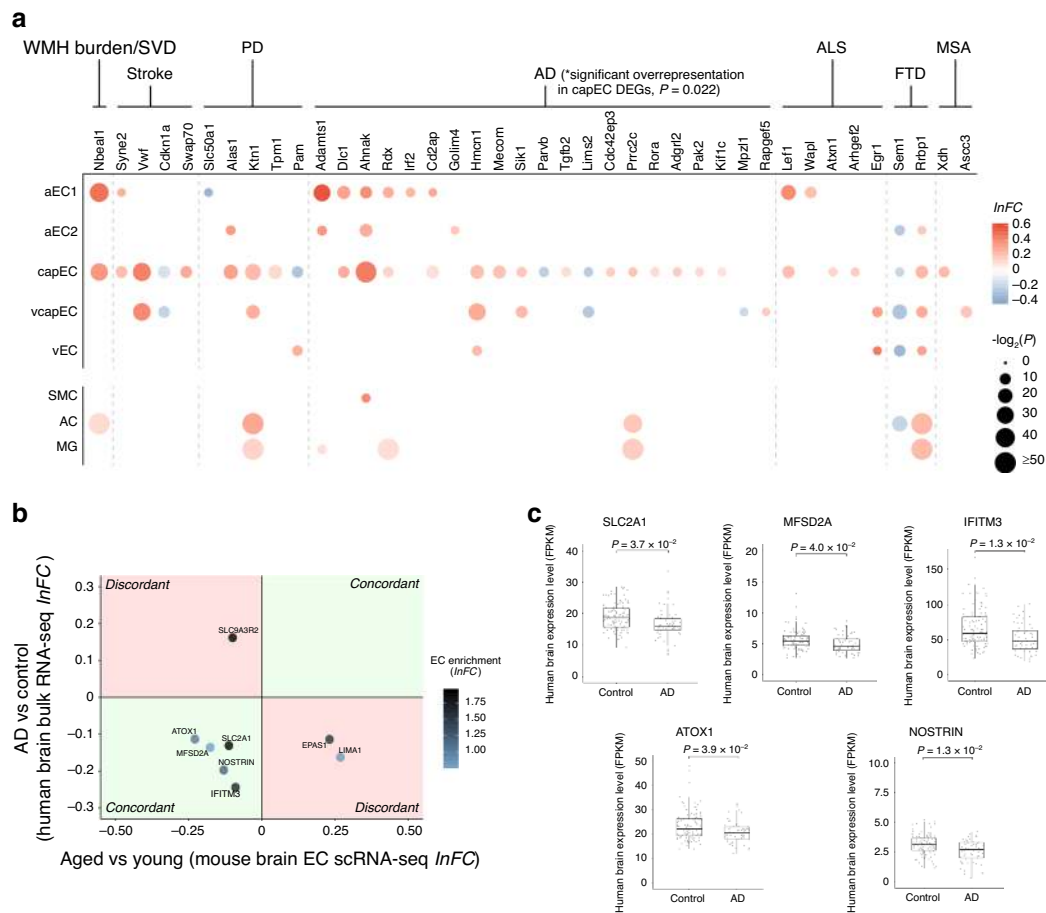 a
WMH burden/SVD
PD
ALS
MSA
Stroke
AD (*significant overrepresentation
in capEC DEGs, P = 0.022)
FTD
Nbeal1
Syne2
Vwf
Cdkn1a
Swap70
Slc50a1
Alas1
Ktn1
Tpm1
Pam
Adamts1
Dlc1
Ahnak
Rdx
Irf2
Cd2ap
Golim4
Hmcn1
Mecom
Sik1
Parvb
Tgfb2
Lims2
Cdc42ep3
Prrc2c
Rora
Adgrl2
Pak2
Kif1c
Mpzl1
Rapgef5
Lef1
Wapl
Atxn1
Arhgef2
Egr1
Sem1
Rrbp1
Xdh
Ascc3
aEC1
aEC2
capEC
vcapEC
vEC
SMC
AC
MG
lnFC
0.6
0.4
0.2
0
−0.2
−0.4
-log2(P)
0
10
20
30
40
≥50
b
AD vs control
(human brain bulk RNA-seq lnFC)
0.3
0.2
0.1
0
−0.1
−0.2
−0.3
Discordant
Concordant
SLC9A3R2
ATOX1
MFSD2A
SLC2A1
NOSTRIN
IFITM3
EPAS1
LIMA1
Concordant
Discordant
−0.50
−0.25
0
0.25
0.50
Aged vs young (mouse brain EC scRNA-seq lnFC)
EC enrichment
(lnFC)
1.75
1.50
1.25
1.00
c
SLC2A1
P = 3.7 × 10−2
Human brain expression level (FPKM)
40
30
20
10
0
Control
AD
MFSD2A
P = 4.0 × 10−2
Human brain expression level (FPKM)
20
15
10
5
0
Control
AD
IFITM3
P = 1.3 × 10−2
Human brain expression level (FPKM)
150
100
50
0
Control
AD
ATOX1
P = 3.9 × 10−2
Human brain expression level (FPKM)
50
40
30
20
10
0
Control
AD
NOSTRIN
P = 1.3 × 10−2
Human brain expression level (FPKM)
10.0
7.5
5.0
2.5
0
Control
AD